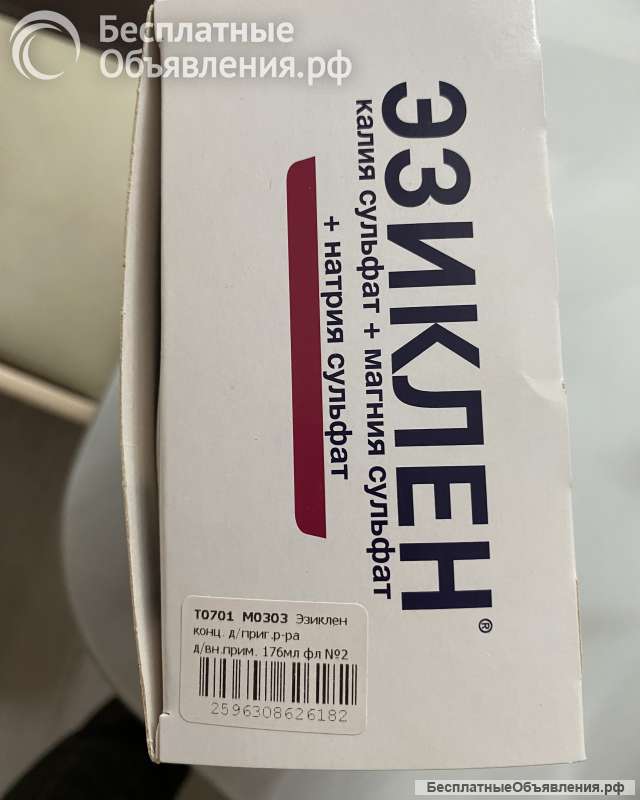 Бесплатные
Объявления.рф
ЭЗИКЛЕН®
калия сульфат + магния сульфат
+ натрия сульфат
T0701 M0303 Эзиклен
конц. д/приг.р-ра
д/вн.прим. 176мл фл №2
2596308626182
БесплатныеОбъявления.рф